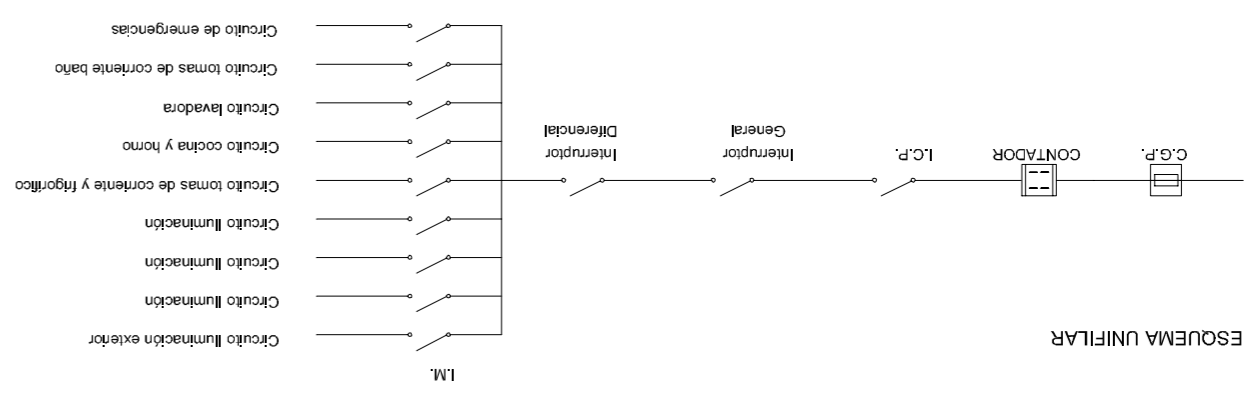 ESQUEMA UNIFILAR
C.G.P.
CONTADOR
I.C.P.
Interruptor
General
Interruptor
Diferencial
I.M.
Circuito Iluminación exterior
Circuito Iluminación
Circuito Iluminación
Circuito Iluminación
Circuito tomas de corriente y frigorífico
Circuito cocina y horno
Circuito lavadora
Circuito tomas de corriente baño
Circuito de emergencias